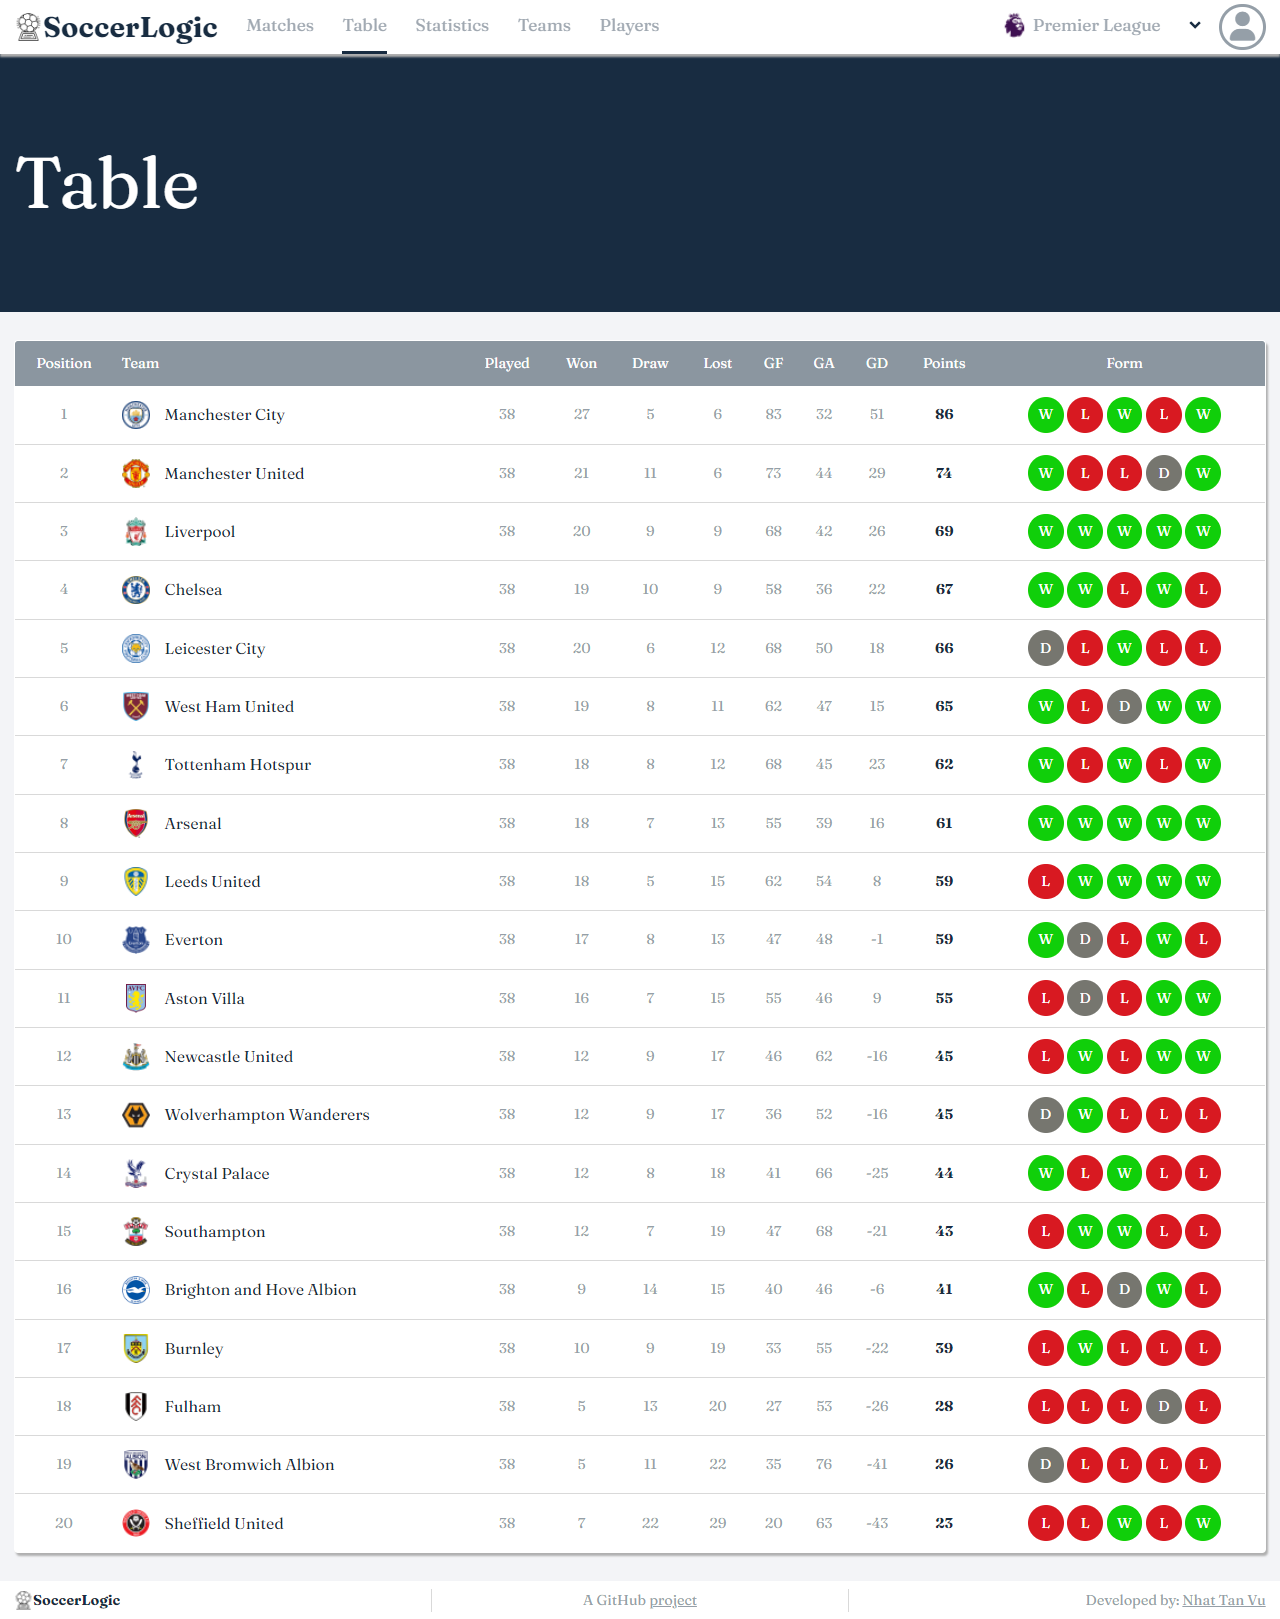 SoccerLogic Matches Table Statistics Teams Players Premier League
Table
Position Team Played Won Draw Lost GF GA GD Points Form
1 Manchester City 38 27 5 6 83 32 51 86 W L W L W
2 Manchester United 38 21 11 6 73 44 29 74 W L L D W
3 Liverpool 38 20 9 9 68 42 26 69 W W W W W
4 Chelsea 38 19 10 9 58 36 22 67 W W L W L
5 Leicester City 38 20 6 12 68 50 18 66 D L W L L
6 West Ham United 38 19 8 11 62 47 15 65 W L D W W
7 Tottenham Hotspur 38 18 8 12 68 45 23 62 W L W L W
8 Arsenal 38 18 7 13 55 39 16 61 W W W W W
9 Leeds United 38 18 5 15 62 54 8 59 L W W W W
10 Everton 38 17 8 13 47 48 -1 59 W D L W L
11 Aston Villa 38 16 7 15 55 46 9 55 L D L W W
12 Newcastle United 38 12 9 17 46 62 -16 45 L W L W W
13 Wolverhampton Wanderers 38 12 9 17 36 52 -16 45 D W L L L
14 Crystal Palace 38 12 8 18 41 66 -25 44 W L W L L
15 Southampton 38 12 7 19 47 68 -21 43 L W W L L
16 Brighton and Hove Albion 38 9 14 15 40 46 -6 41 W L D W L
17 Burnley 38 10 9 19 33 55 -22 39 L W L L L
18 Fulham 38 5 13 20 27 53 -26 28 L L L D L
19 West Bromwich Albion 38 5 11 22 35 76 -41 26 D L L L L
20 Sheffield United 38 7 22 29 20 63 -43 23 L L W L W
SoccerLogic A GitHub project Developed by: Nhat Tan Vu